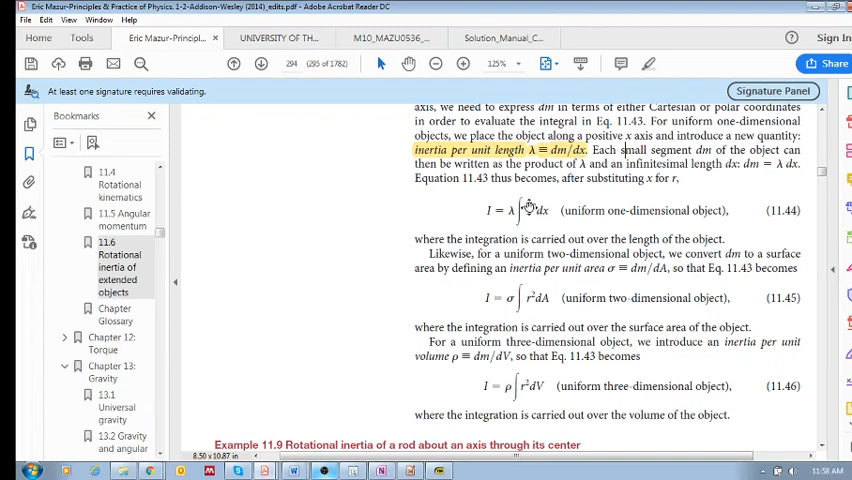 Eric Mazur-Principles & Practice of Physics. 1-2-Addison-Wesley (2014)_edits.pdf - Adobe Acrobat Reader DC
File Edit View Window Help
Home Tools Eric Mazur-Principl... × UNIVERSITY OF TH... M10_MAZU0536_... Solution_Manual_C... Sign In
294 (295 of 1782) 125% Share
At least one signature requires validating. Signature Panel
Bookmarks ×
11.4
Rotational
kinematics
11.5 Angular
momentum
11.6
Rotational
inertia of
extended
objects
Chapter
Glossary
Chapter 12:
Torque
Chapter 13:
Gravity
13.1
Universal
gravity
13.2 Gravity
and angular
axis, we need to express dm in terms of either Cartesian or polar coordinates
in order to evaluate the integral in Eq. 11.43. For uniform one-dimensional
objects, we place the object along a positive x axis and introduce a new quantity:
inertia per unit length λ ≡ dm/dx. Each small segment dm of the object can
then be written as the product of λ and an infinitesimal length dx: dm = λ dx.
Equation 11.43 thus becomes, after substituting x for r,
I = λ∫ dx (uniform one-dimensional object), (11.44)
where the integration is carried out over the length of the object.
Likewise, for a uniform two-dimensional object, we convert dm to a surface
area by defining an inertia per unit area σ ≡ dm/dA, so that Eq. 11.43 becomes
I = σ∫ r²dA (uniform two-dimensional object), (11.45)
where the integration is carried out over the surface area of the object.
For a uniform three-dimensional object, we introduce an inertia per unit
volume ρ ≡ dm/dV, so that Eq. 11.43 becomes
I = ρ∫ r²dV (uniform three-dimensional object), (11.46)
where the integration is carried out over the volume of the object.
Example 11.9 Rotational inertia of a rod about an axis through its center
8.50 x 10.87 in
11:58 AM